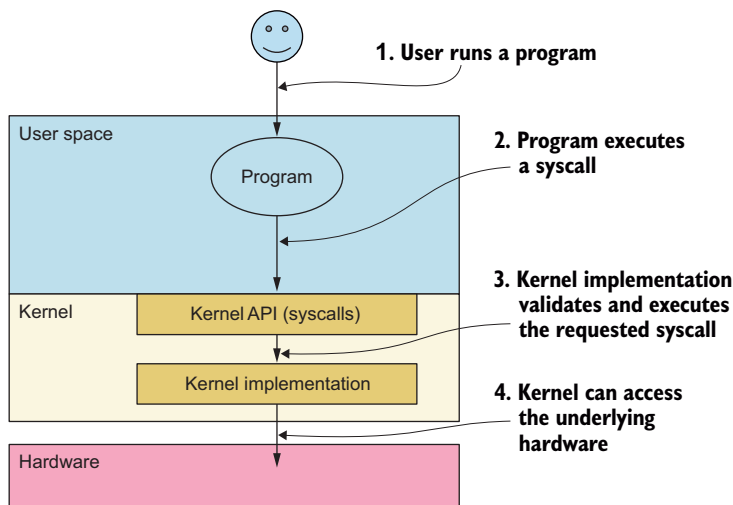 1. User runs a program
User space
2. Program executes
a syscall
Program
3. Kernel implementation
validates and executes
the requested syscall
Kernel
Kernel API (syscalls)
Kernel implementation
4. Kernel can access
the underlying
hardware
Hardware